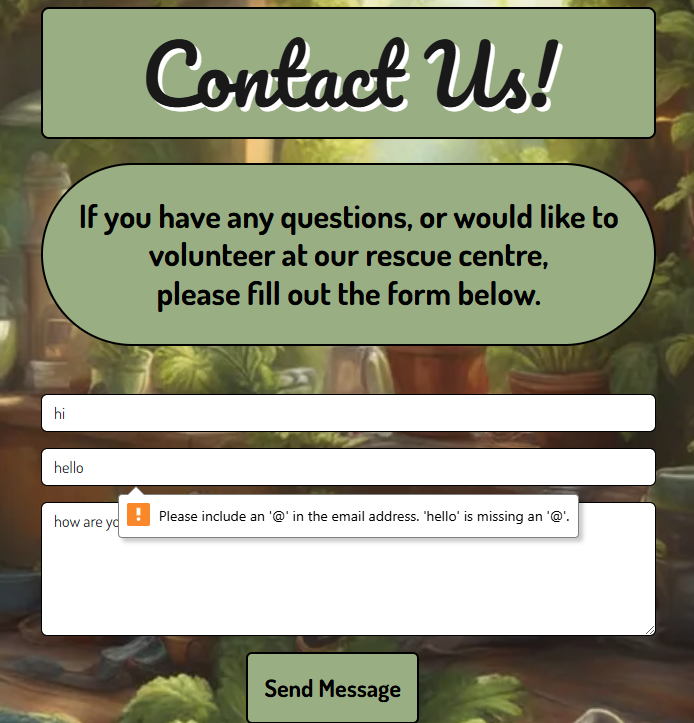 Contact Us!
If you have any questions, or would like to
volunteer at our rescue centre,
please fill out the form below.
hi
hello
Please include an '@' in the email address. 'hello' is missing an '@'.
how are
Send Message